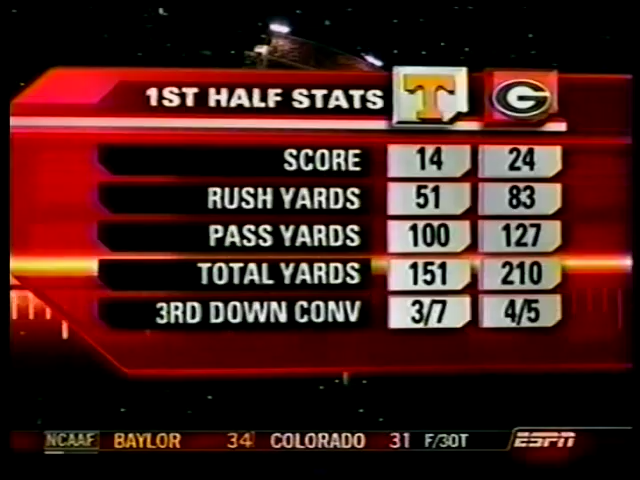 1ST HALF STATS T G
SCORE 14 24
RUSH YARDS 51 83
PASS YARDS 100 127
TOTAL YARDS 151 210
3RD DOWN CONV 3/7 4/5
NCAAF BAYLOR 34 COLORADO 31 F/3OT ESPN